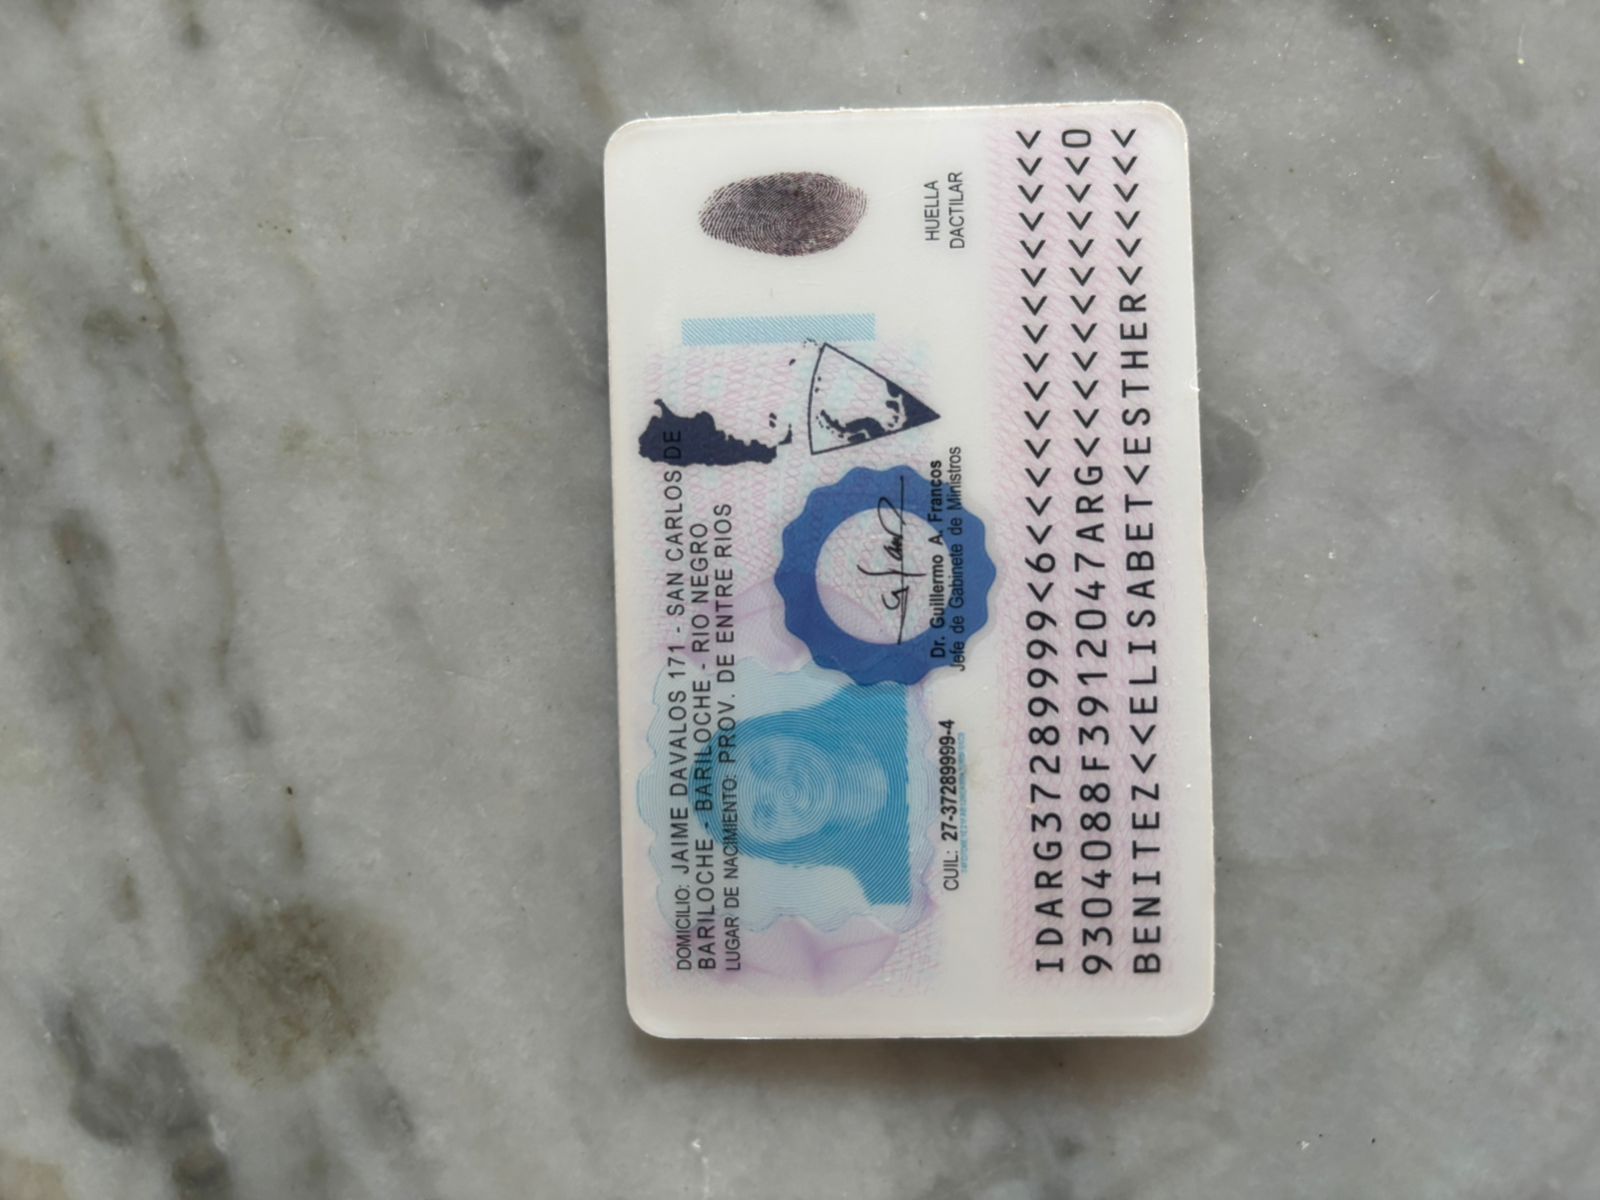 DOMICILIO: JAIME DAVALOS 171 - SAN CARLOS DE
BARILOCHE - BARILOCHE - RIO NEGRO
LUGAR DE NACIMIENTO: PROV. DE ENTRE RIOS
CUIL: 27-37289999-4
Dr. Guillermo A. Francos
Jefe de Gabinete de Ministros
HUELLA
DACTILAR
IDARG37289999<6<<<<<<<<<<<<<<<
9304088F3912047ARG<<<<<<<<<<<0
BENITEZ<<ELISABET<ESTHER<<<<<<